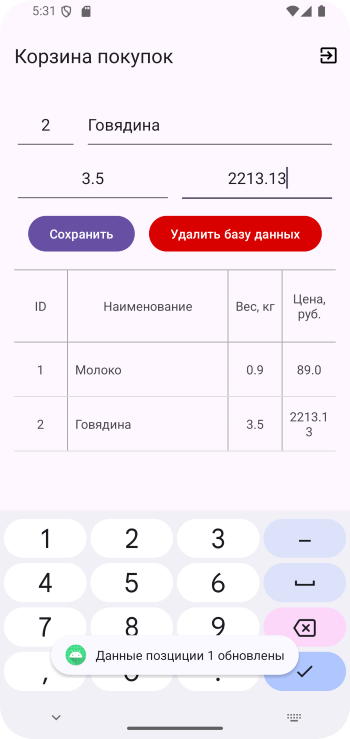 5:31
Корзина покупок
2 Говядина
3.5 2213.13
Сохранить Удалить базу данных
ID Наименование Вес, кг Цена, руб.
1 Молоко 0.9 89.0
2 Говядина 3.5 2213.13
1 2 3 –
4 5 6
7 8 9
Данные позциции 1 обновлены
, 0 .